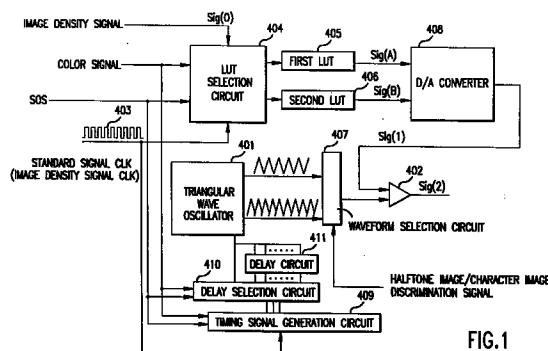 IMAGE DENSITY SIGNAL
Sig(0)
404
405
408
COLOR SIGNAL
LUT
SELECTION
CIRCUIT
FIRST LUT
Sig(A)
D/A CONVERTER
SOS
406
SECOND LUT
Sig(B)
403
407
STANDARD SIGNAL CLK
(IMAGE DENSITY SIGNAL CLK)
401
Sig(1)
402
TRIANGULAR
WAVE
OSCILLATOR
Sig(2)
WAVEFORM SELECTION CIRCUIT
411
DELAY CIRCUIT
410
DELAY SELECTION CIRCUIT
HALFTONE IMAGE/CHARACTER IMAGE
DISCRIMINATION SIGNAL
409
TIMING SIGNAL GENERATION CIRCUIT
FIG.1